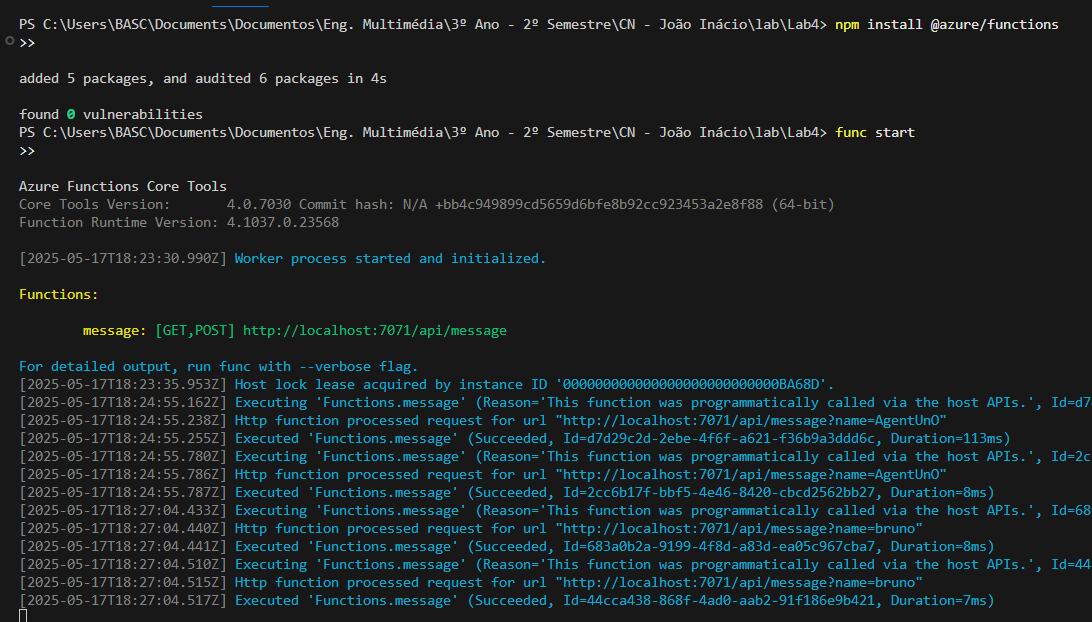 PS C:\Users\BASC\Documents\Documentos\Eng. Multimédia\3º Ano - 2º Semestre\CN - João Inácio\lab\Lab4> npm install @azure/functions
>>
added 5 packages, and audited 6 packages in 4s
found 0 vulnerabilities
PS C:\Users\BASC\Documents\Documentos\Eng. Multimédia\3º Ano - 2º Semestre\CN - João Inácio\lab\Lab4> func start
>>
Azure Functions Core Tools
Core Tools Version:       4.0.7030 Commit hash: N/A +bb4c949899cd5659d6bfe8b92cc923453a2e8f88 (64-bit)
Function Runtime Version: 4.1037.0.23568
[2025-05-17T18:23:30.990Z] Worker process started and initialized.
Functions:
message: [GET,POST] http://localhost:7071/api/message
For detailed output, run func with --verbose flag.
[2025-05-17T18:23:35.953Z] Host lock lease acquired by instance ID '000000000000000000000000000BA68D'.
[2025-05-17T18:24:55.162Z] Executing 'Functions.message' (Reason='This function was programmatically called via the host APIs.', Id=d7
[2025-05-17T18:24:55.238Z] Http function processed request for url "http://localhost:7071/api/message?name=AgentUnO"
[2025-05-17T18:24:55.255Z] Executed 'Functions.message' (Succeeded, Id=d7d29c2d-2ebe-4f6f-a621-f36b9a3ddd6c, Duration=113ms)
[2025-05-17T18:24:55.780Z] Executing 'Functions.message' (Reason='This function was programmatically called via the host APIs.', Id=2c
[2025-05-17T18:24:55.786Z] Http function processed request for url "http://localhost:7071/api/message?name=AgentUnO"
[2025-05-17T18:24:55.787Z] Executed 'Functions.message' (Succeeded, Id=2cc6b17f-bbf5-4e46-8420-cbcd2562bb27, Duration=8ms)
[2025-05-17T18:27:04.433Z] Executing 'Functions.message' (Reason='This function was programmatically called via the host APIs.', Id=68
[2025-05-17T18:27:04.440Z] Http function processed request for url "http://localhost:7071/api/message?name=bruno"
[2025-05-17T18:27:04.441Z] Executed 'Functions.message' (Succeeded, Id=683a0b2a-9199-4f8d-a83d-ea05c967cba7, Duration=8ms)
[2025-05-17T18:27:04.510Z] Executing 'Functions.message' (Reason='This function was programmatically called via the host APIs.', Id=44
[2025-05-17T18:27:04.515Z] Http function processed request for url "http://localhost:7071/api/message?name=bruno"
[2025-05-17T18:27:04.517Z] Executed 'Functions.message' (Succeeded, Id=44cca438-868f-4ad0-aab2-91f186e9b421, Duration=7ms)